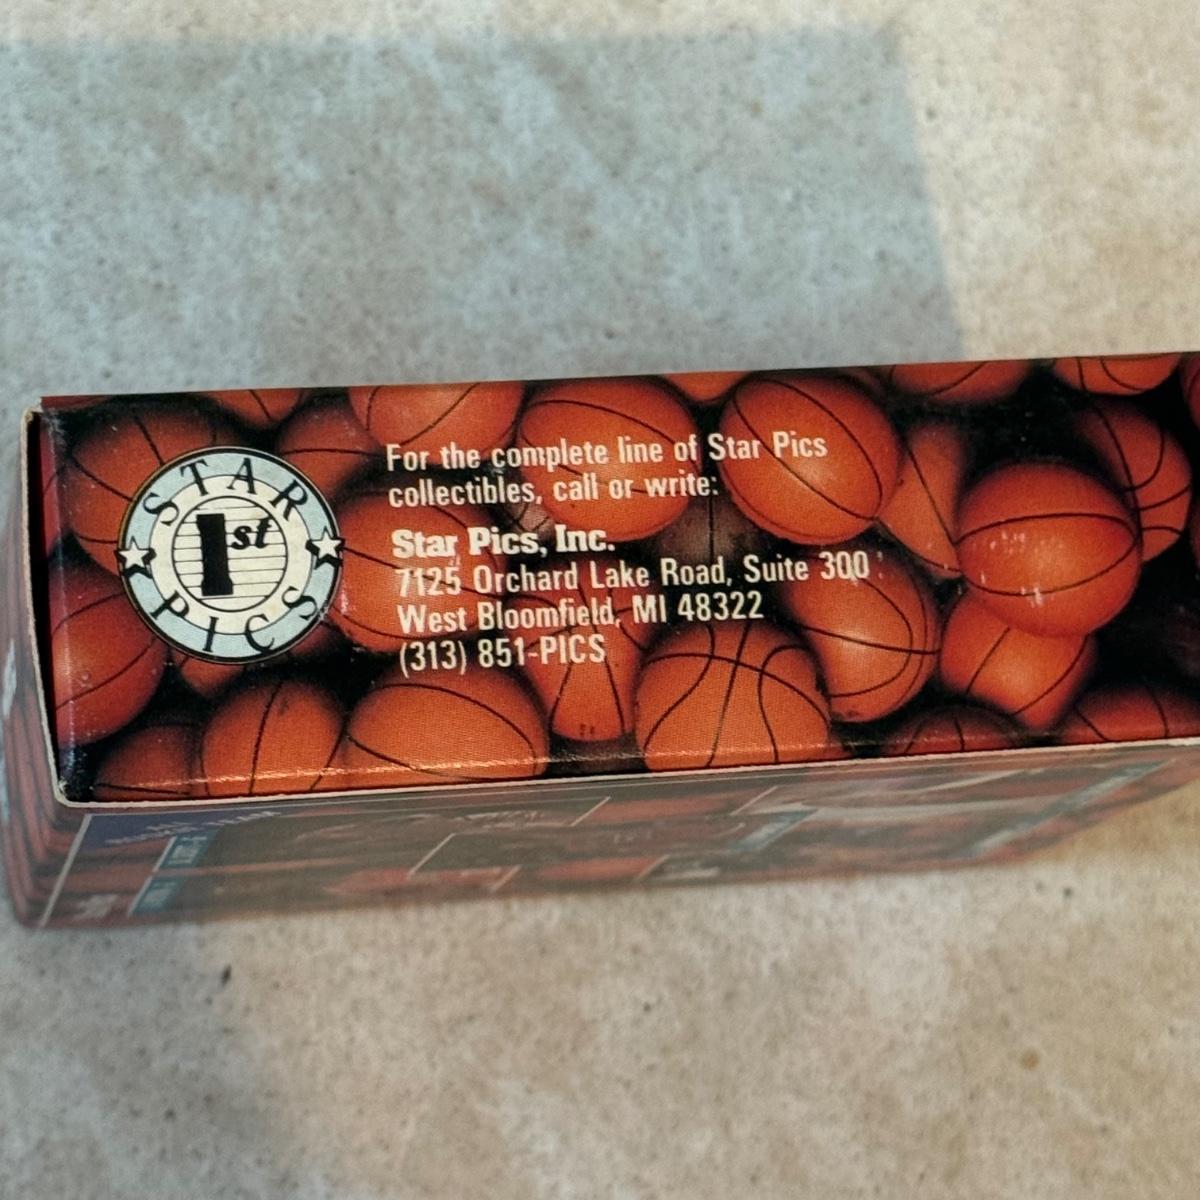 STAR
1st
PICS
For the complete line of Star Pics
collectibles, call or write:
Star Pics, Inc.
7125 Orchard Lake Road, Suite 300
West Bloomfield, MI 48322
(313) 851-PICS